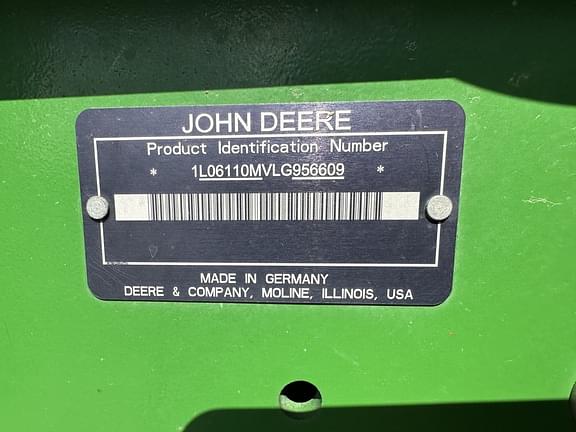 JOHN DEERE
Product Identification Number
* 1L06110MVLG956609 *
MADE IN GERMANY
DEERE & COMPANY, MOLINE, ILLINOIS, USA